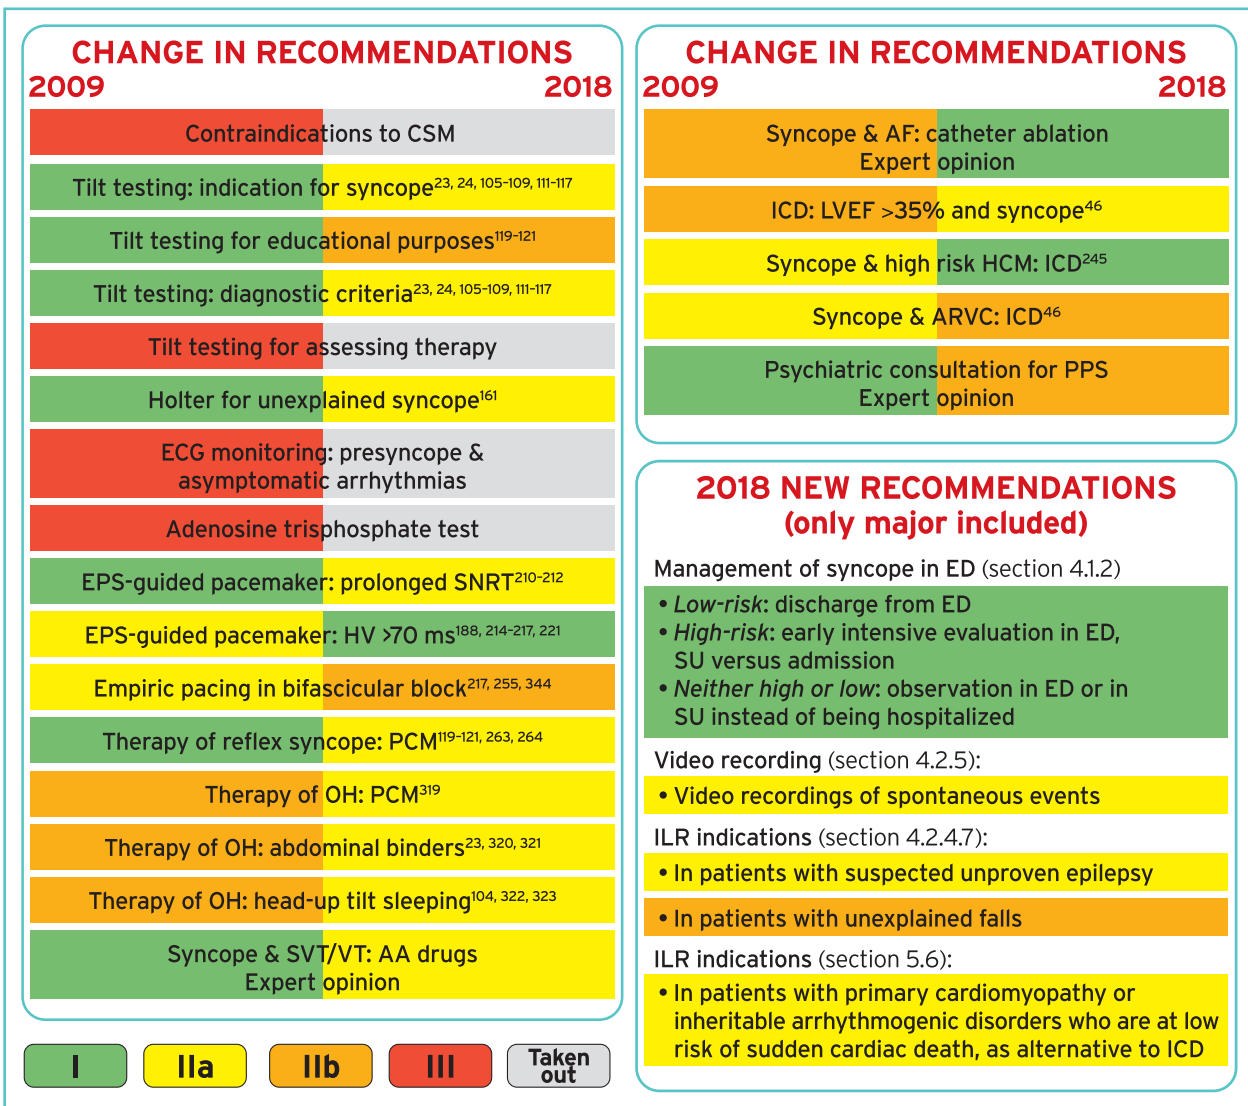 CHANGE IN RECOMMENDATIONS
2009 2018
Contraindications to CSM
Tilt testing: indication for syncope23, 24, 105-109, 111-117
Tilt testing for educational purposes119-121
Tilt testing: diagnostic criteria23, 24, 105-109, 111-117
Tilt testing for assessing therapy
Holter for unexplained syncope161
ECG monitoring: presyncope &
asymptomatic arrhythmias
Adenosine trisphosphate test
EPS-guided pacemaker: prolonged SNRT210-212
EPS-guided pacemaker: HV >70 ms188, 214-217, 221
Empiric pacing in bifascicular block217, 255, 344
Therapy of reflex syncope: PCM119-121, 263, 264
Therapy of OH: PCM319
Therapy of OH: abdominal binders23, 320, 321
Therapy of OH: head-up tilt sleeping104, 322, 323
Syncope & SVT/VT: AA drugs
Expert opinion
I IIa IIb III Taken
out
CHANGE IN RECOMMENDATIONS
2009 2018
Syncope & AF: catheter ablation
Expert opinion
ICD: LVEF >35% and syncope46
Syncope & high risk HCM: ICD245
Syncope & ARVC: ICD46
Psychiatric consultation for PPS
Expert opinion
2018 NEW RECOMMENDATIONS
(only major included)
Management of syncope in ED (section 4.1.2)
• Low-risk: discharge from ED
• High-risk: early intensive evaluation in ED,
SU versus admission
• Neither high or low: observation in ED or in
SU instead of being hospitalized
Video recording (section 4.2.5):
• Video recordings of spontaneous events
ILR indications (section 4.2.4.7):
• In patients with suspected unproven epilepsy
• In patients with unexplained falls
ILR indications (section 5.6):
• In patients with primary cardiomyopathy or
inheritable arrhythmogenic disorders who are at low
risk of sudden cardiac death, as alternative to ICD